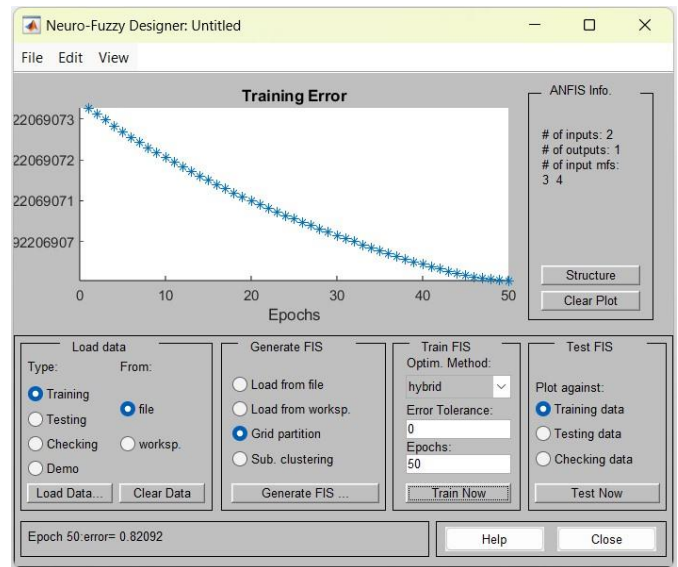 Neuro-Fuzzy Designer: Untitled
File Edit View
Training Error
22069073
22069072
22069071
92206907
0 10 20 30 40 50
Epochs
ANFIS Info.
# of inputs: 2
# of outputs: 1
# of input mfs:
3 4
Structure
Clear Plot
Load data
Type: From:
Training
Testing
Checking
Demo
file
worksp.
Load Data... Clear Data
Generate FIS
Load from file
Load from worksp.
Grid partition
Sub. clustering
Generate FIS ...
Train FIS
Optim. Method:
hybrid
Error Tolerance:
0
Epochs:
50
Train Now
Test FIS
Plot against:
Training data
Testing data
Checking data
Test Now
Epoch 50:error= 0.82092
Help Close